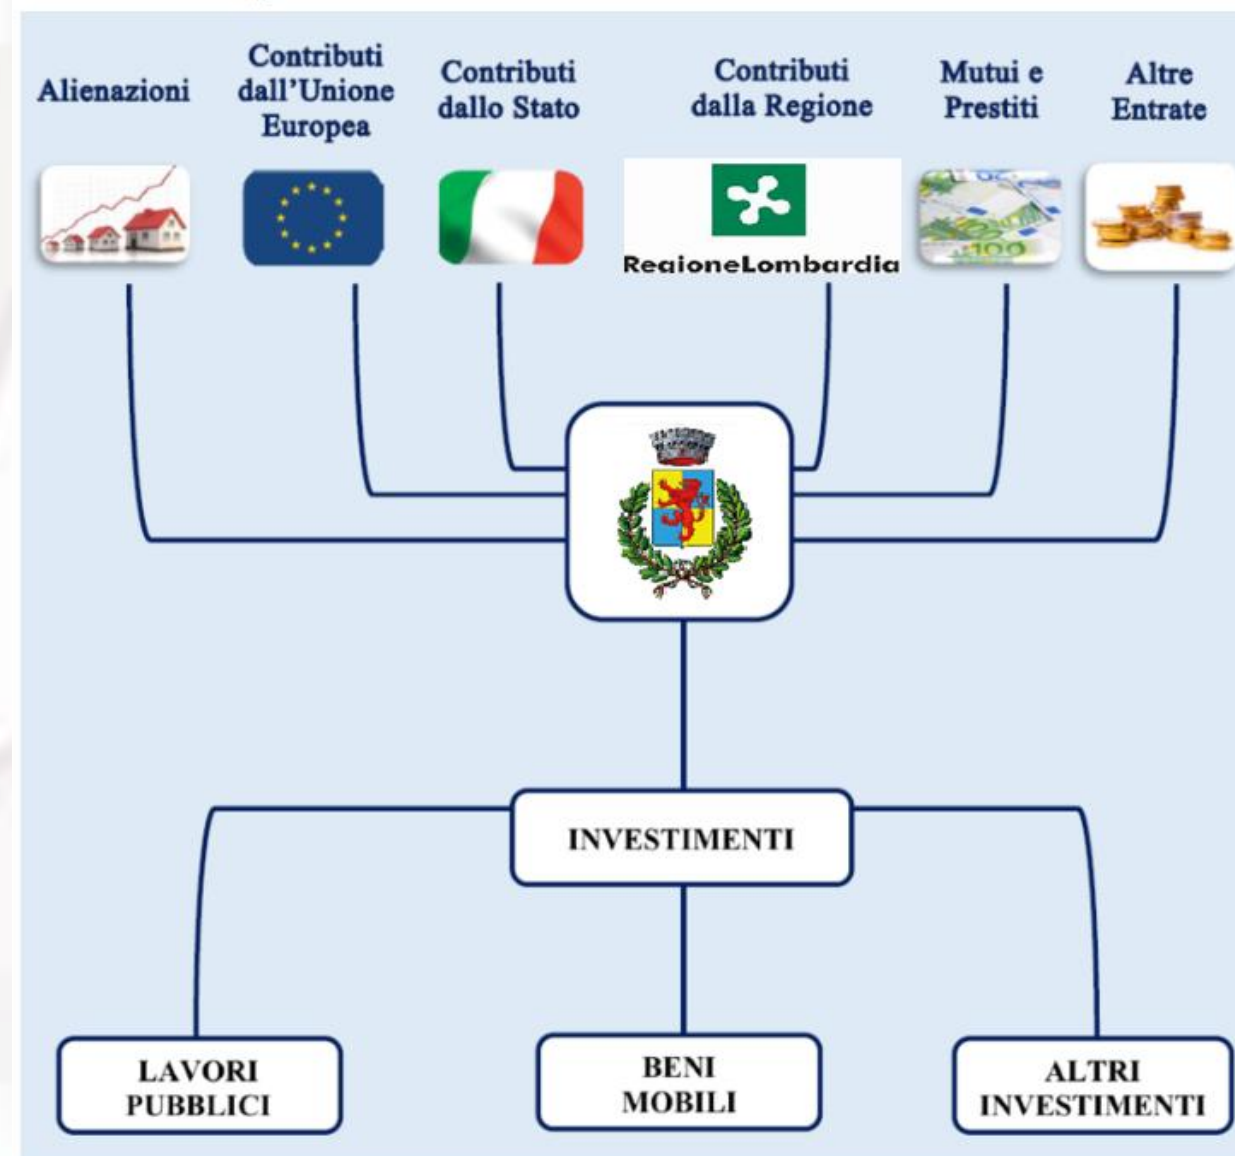 Alienazioni
Contributi
dall'Unione
Europea
Contributi
dallo Stato
Contributi
dalla Regione
Mutui e
Prestiti
Altre
Entrate
RegioneLombardia
100
INVESTIMENTI
LAVORI
PUBBLICI
BENI
MOBILI
ALTRI
INVESTIMENTI